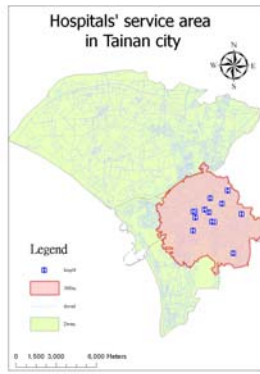 Hospitals' service area
in Tainan city
N
W E
S
Legend
0 1,500 3,000 6,000 Meters